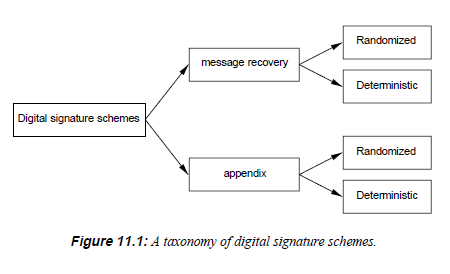 Randomized
message recovery
Deterministic
Digital signature schemes
Randomized
appendix
Deterministic
Figure 11.1: A taxonomy of digital signature schemes.